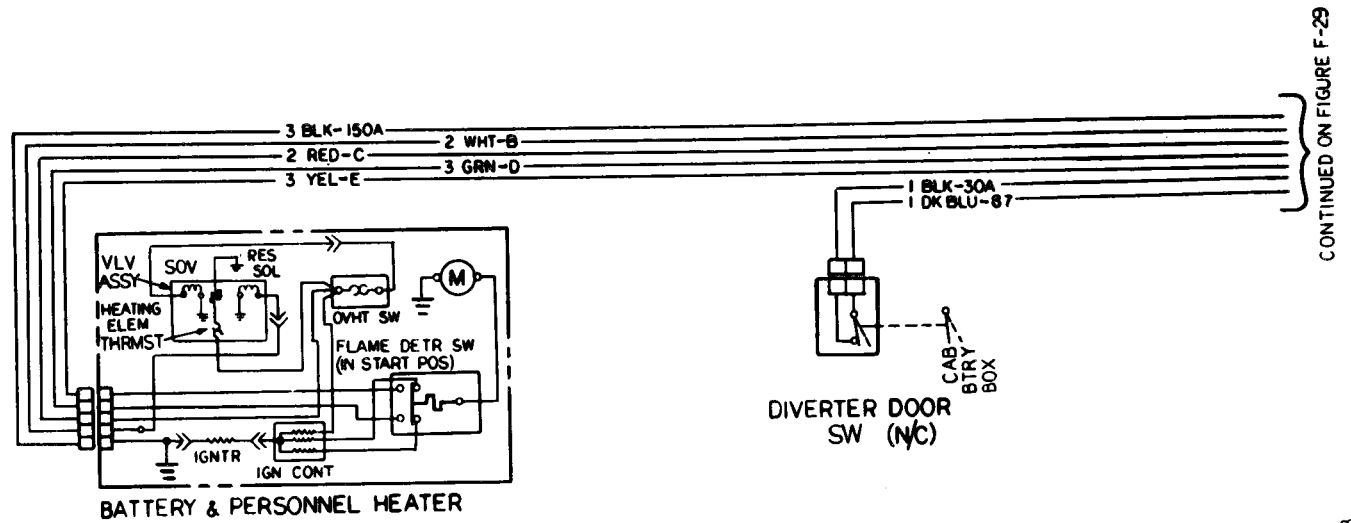 CONTINUED ON FIGURE F-29
3 BLK-150A
2 WHT-B
2 RED-C
3 GRN-D
3 YEL-E
1 BLK-30A
1 DK BLU-87
VLV
ASSY
SOV
RES
SOL
HEATING
ELEM
THRMST
OVHT SW
M
FLAME DETR SW
(IN START POS)
IGNTR
IGN CONT
BATTERY & PERSONNEL HEATER
CAB
BTRY
BOX
DIVERTER DOOR
SW (N/C)